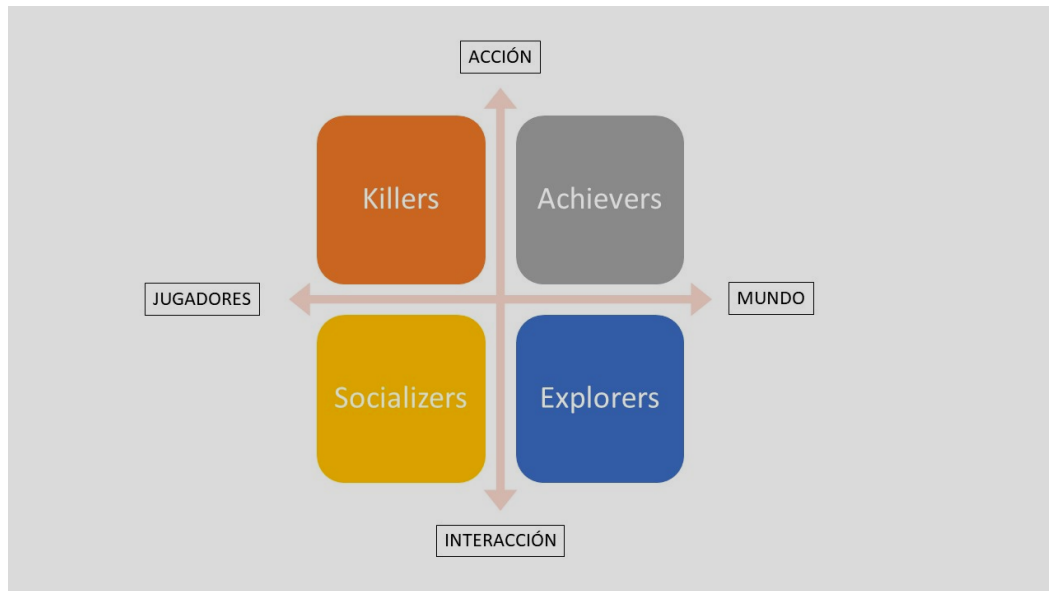 ACCIÓN
Killers
Achievers
JUGADORES
MUNDO
Socializers
Explorers
INTERACCIÓN